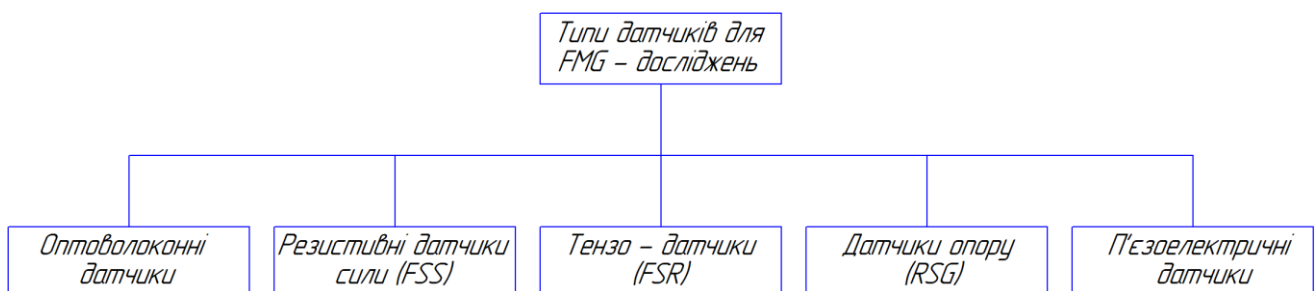 Типи датчиків для
FMG – досліджень
Оптоволоконні
датчики
Резистивні датчики
сили (FSS)
Тензо – датчики
(FSR)
Датчики опору
(RSG)
П'єзоелектричні
датчики